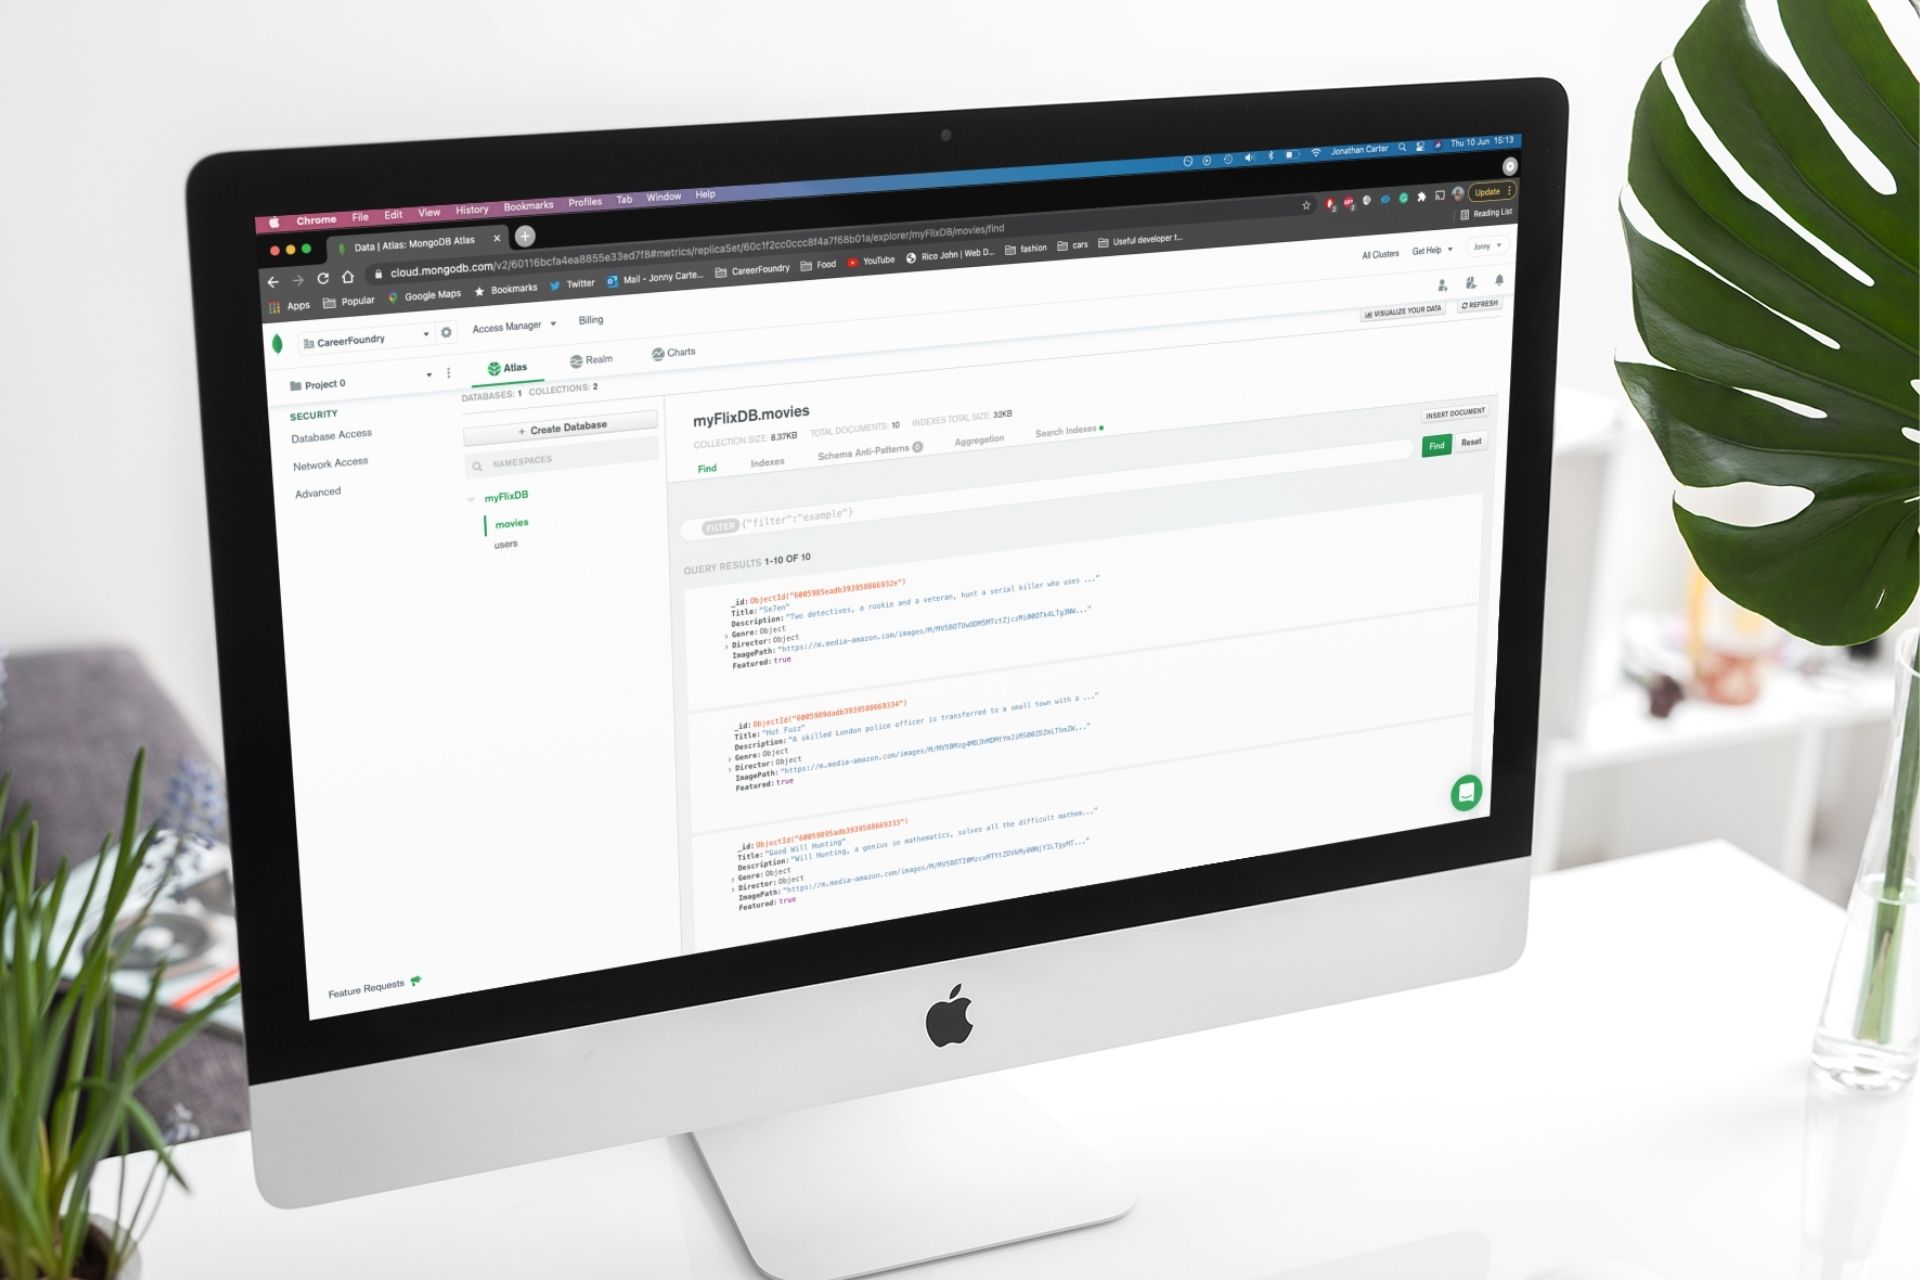 Chrome File Edit View History Bookmarks Profiles Tab Window Help Jonathan Carter Thu 10 Jun 15:13
Data | Atlas: MongoDB Atlas
cloud.mongodb.com/v2/60116bcfa4ea8855e33ed7f8#metrics/replicaSet/60c1f2cc0ccc8f4a7f68b01a/explorer/myFlixDB/movies/find Update
Apps Popular Google Maps Bookmarks Twitter Mail - Jonny Carte... CareerFoundry Food YouTube Rico John | Web D... fashion cars Useful developer t... Reading List
CareerFoundry Access Manager Billing All Clusters Get Help Jonny
Project 0 Atlas Realm Charts
VISUALIZE YOUR DATA REFRESH
DATABASES: 1 COLLECTIONS: 2
SECURITY
Database Access
Network Access
Advanced
Feature Requests
+ Create Database
NAMESPACES
myFlixDB
movies
users
myFlixDB.movies
COLLECTION SIZE: 8.37KB TOTAL DOCUMENTS: 10 INDEXES TOTAL SIZE: 32KB
Find Indexes Schema Anti-Patterns 0 Aggregation Search Indexes
INSERT DOCUMENT
FILTER {"filter":"example"}
Find Reset
QUERY RESULTS 1-10 OF 10
_id: ObjectId("6005985eadb393958866932e")
Title: "Se7en"
Description: "Two detectives, a rookie and a veteran, hunt a serial killer who uses ..."
Genre: Object
Director: Object
ImagePath: "https://m.media-amazon.com/images/M/
Featured: true
_id: ObjectId("6005989dadb3939588669334")
Title: "Hot Fuzz"
Description: "A skilled London police officer is transferred to a small town with a ..."
Genre: Object
Director: Object
ImagePath: "https://m.media-amazon.com/images/M/
Featured: true
_id: ObjectId("60059895adb3939588669333")
Title: "Good Will Hunting"
Description: "Will Hunting, a genius in mathematics, solves all the difficult mathem..."
Genre: Object
Director: Object
ImagePath: "https://m.media-amazon.com/images/M/
Featured: true